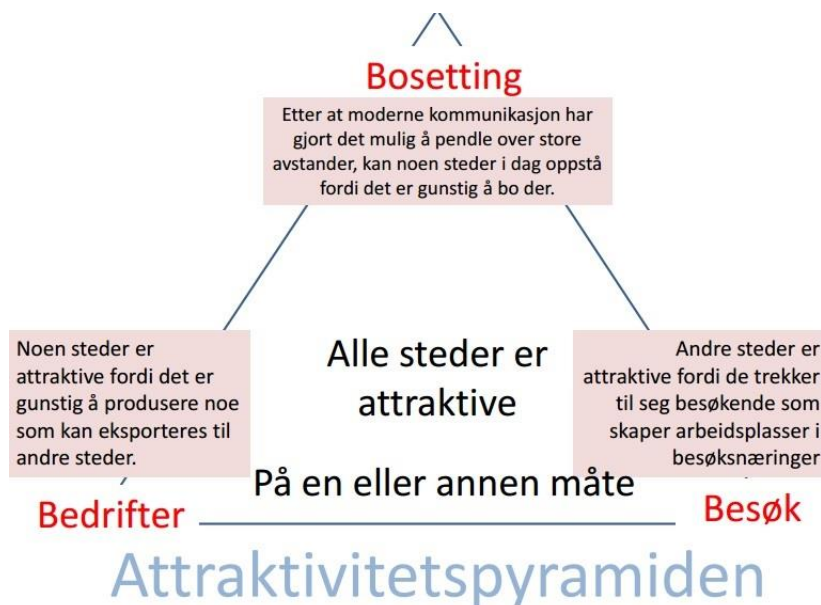 Bosetting
Etter at moderne kommunikasjon har
gjort det mulig å pendle over store
avstander, kan noen steder i dag oppstå
fordi det er gunstig å bo der.
Noen steder er
attraktive fordi det er
gunstig å produsere noe
som kan eksporteres til
andre steder.
Alle steder er
attraktive
På en eller annen måte
Andre steder er
attraktive fordi de trekker
til seg besøkende som
skaper arbeidsplasser i
besøksnæringer
Bedrifter
Besøk
Attraktivitetspyramiden